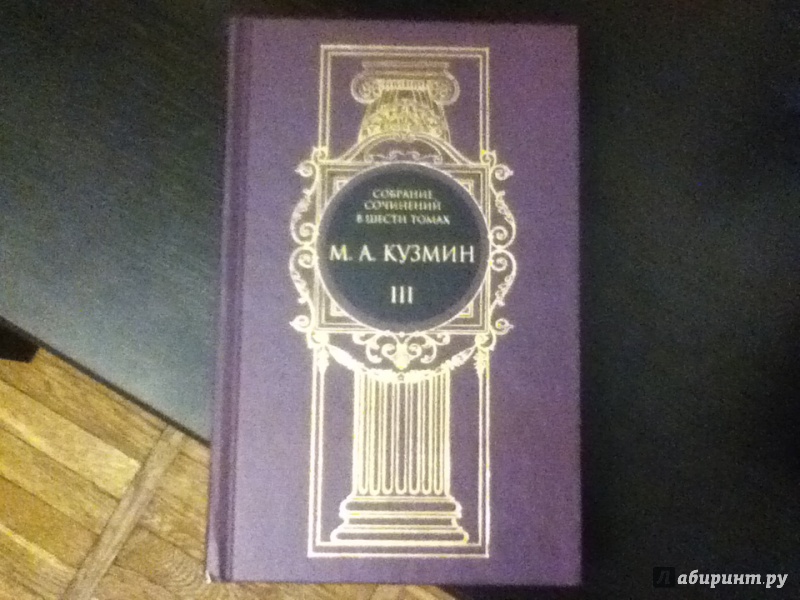 СОБРАНИЕ
СОЧИНЕНИЙ
В ШЕСТИ ТОМАХ
М. А. КУЗМИН
III
Лабиринт.ру